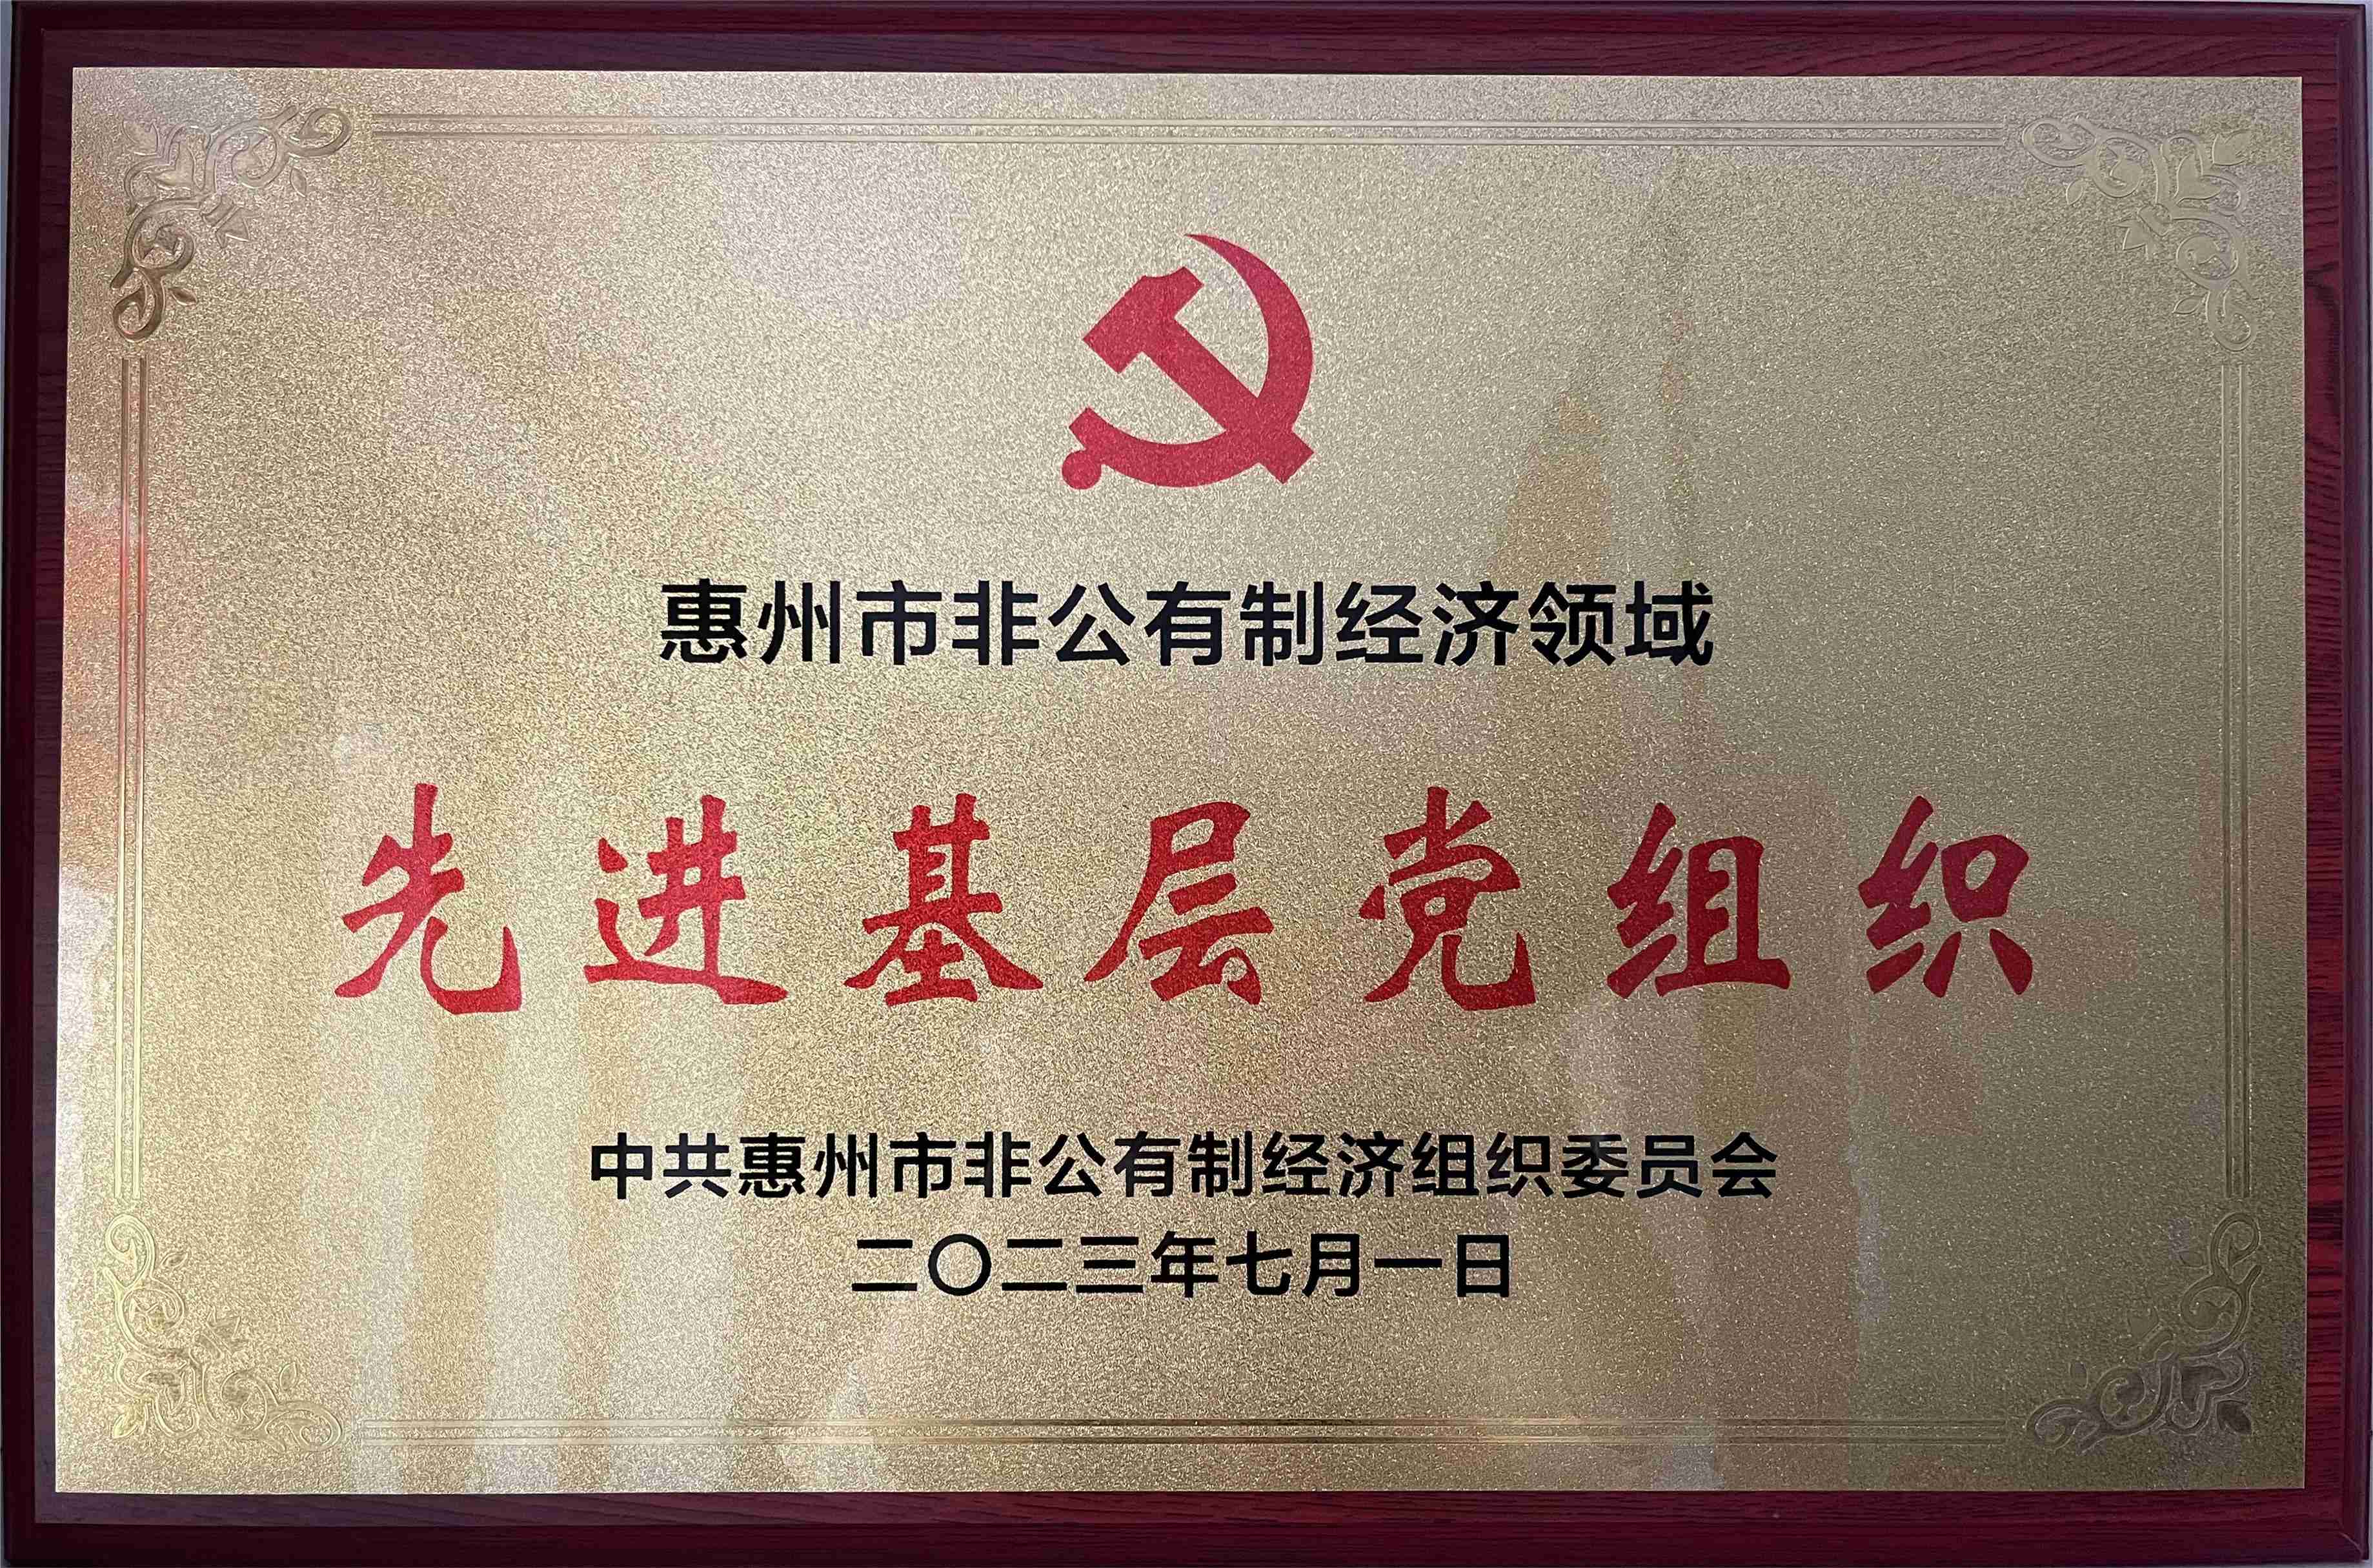 惠州市非公有制经济领域
先进基层党组织
中共惠州市非公有制经济组织委员会
二〇二三年七月一日